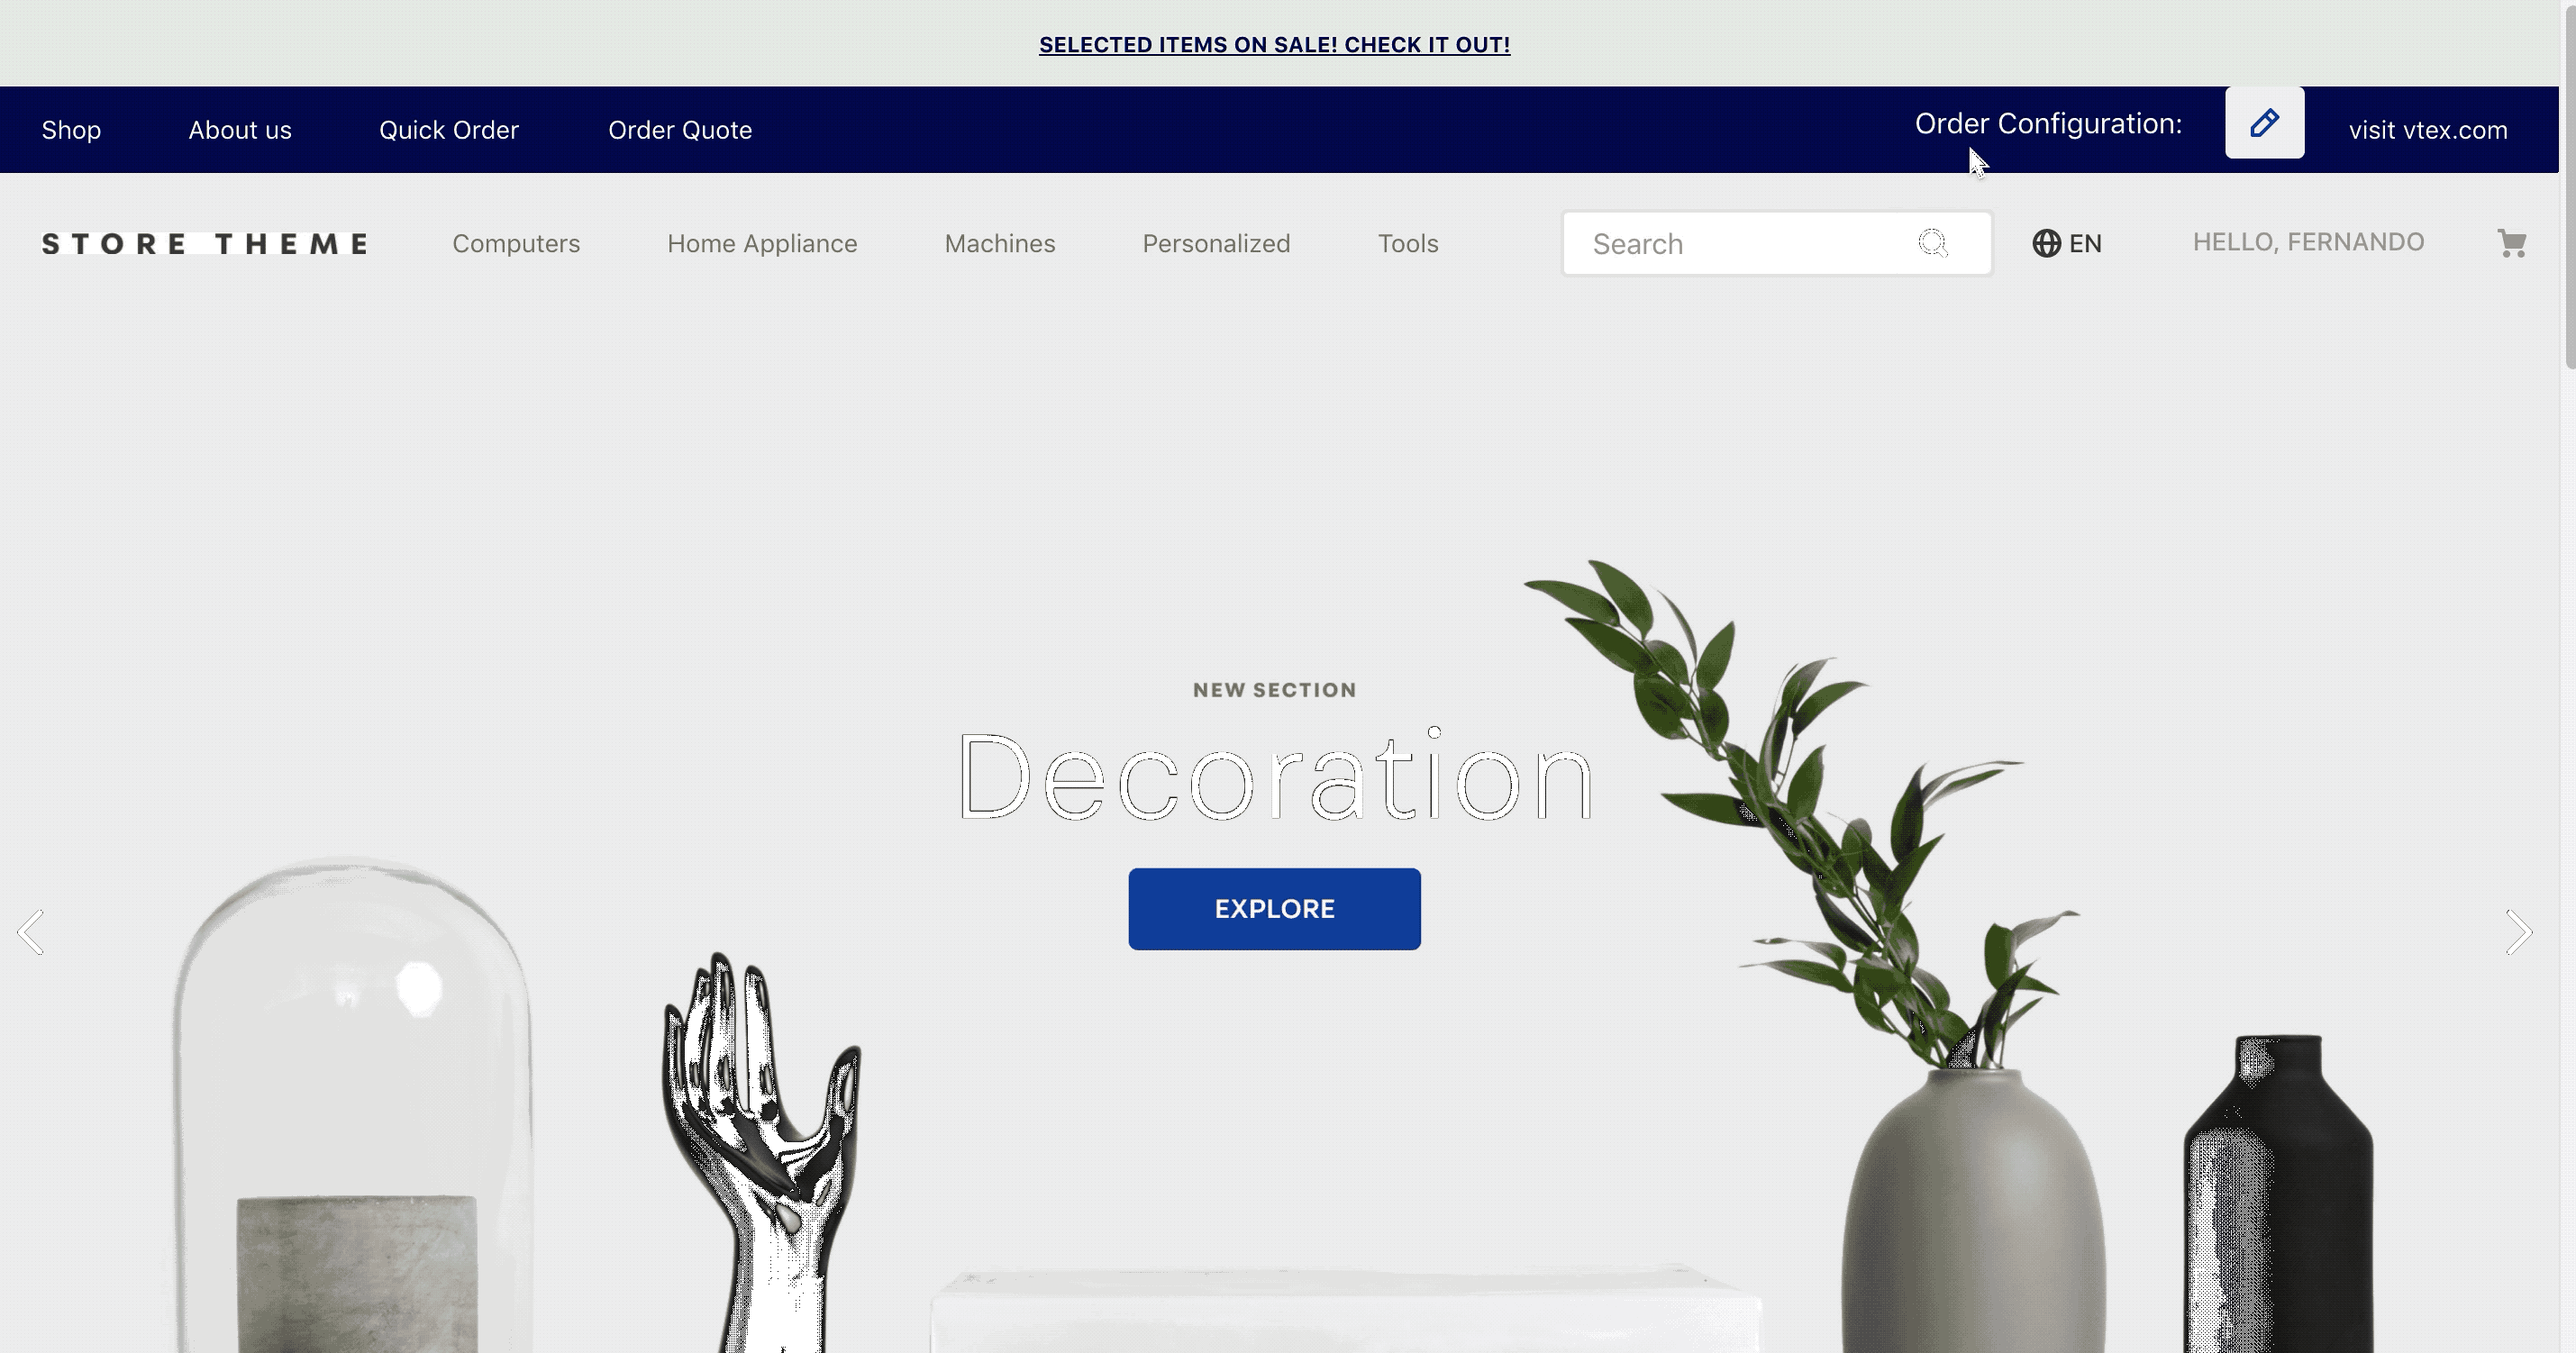 SELECTED ITEMS ON SALE! CHECK IT OUT!
Shop About us Quick Order Order Quote Order Configuration: visit vtex.com
STORE THEME Computers Home Appliance Machines Personalized Tools Search EN HELLO, FERNANDO
NEW SECTION
Decoration
EXPLORE